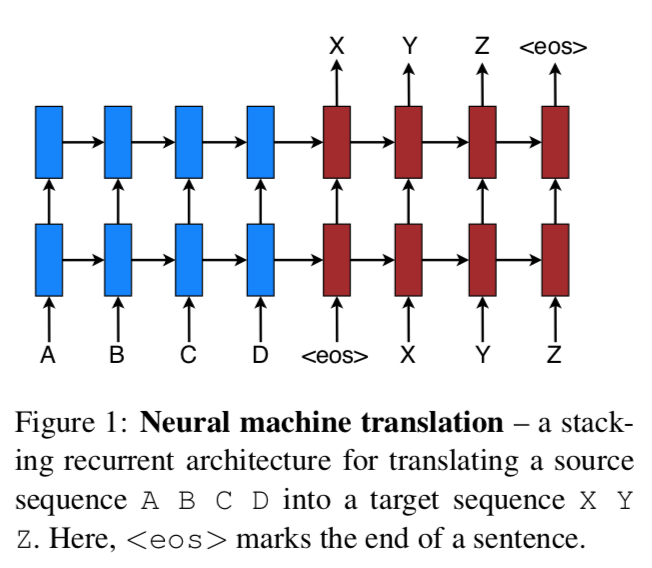 X Y Z <eos>
A B C D <eos> X Y Z
Figure 1: Neural machine translation – a stack-
ing recurrent architecture for translating a source
sequence A B C D into a target sequence X Y
Z. Here, <eos> marks the end of a sentence.